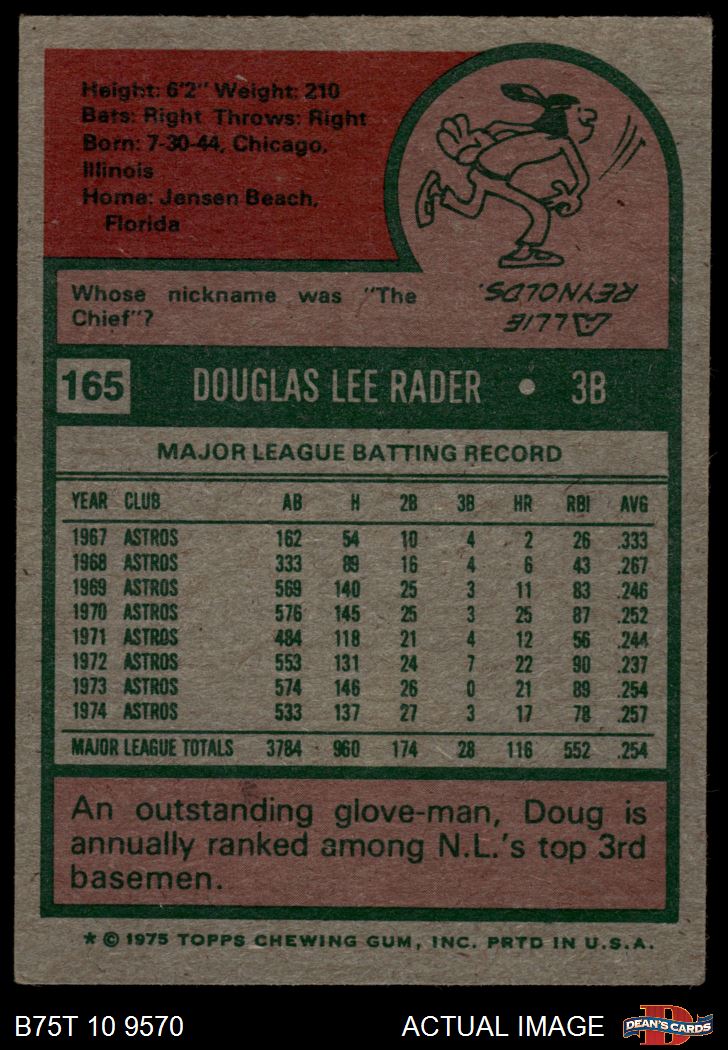 Height: 6'2" Weight: 210
Bats: Right Throws: Right
Born: 7-30-44, Chicago,
Illinois
Home: Jensen Beach,
Florida
Whose nickname was "The
Chief"?
ALLIE
REYNOLDS.
165 DOUGLAS LEE RADER • 3B
MAJOR LEAGUE BATTING RECORD
YEAR CLUB AB H 2B 3B HR RBI AVG
1967 ASTROS 162 54 10 4 2 26 .333
1968 ASTROS 333 89 16 4 6 43 .267
1969 ASTROS 569 140 25 3 11 83 .246
1970 ASTROS 576 145 25 3 25 87 .252
1971 ASTROS 484 118 21 4 12 56 .244
1972 ASTROS 553 131 24 7 22 90 .237
1973 ASTROS 574 146 26 0 21 89 .254
1974 ASTROS 533 137 27 3 17 78 .257
MAJOR LEAGUE TOTALS 3784 960 174 28 116 552 .254
An outstanding glove-man, Doug is
annually ranked among N.L.'s top 3rd
basemen.
* © 1975 TOPPS CHEWING GUM, INC. PRTD IN U.S.A.
B75T 10 9570 ACTUAL IMAGE
D
DEAN'S CARDS